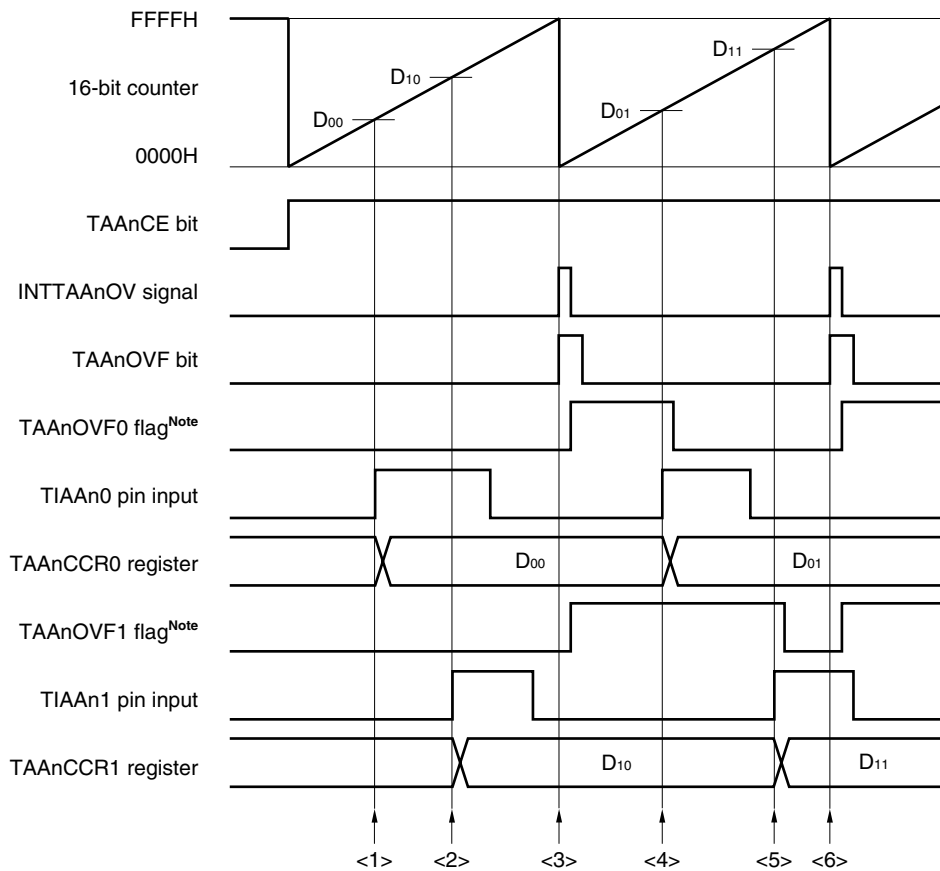 FFFFH
16-bit counter
0000H
D00
D10
D01
D11
TAAnCE bit
INTTAAnOV signal
TAAnOVF bit
TAAnOVF0 flagNote
TIAAn0 pin input
TAAnCCR0 register
D00
D01
TAAnOVF1 flagNote
TIAAn1 pin input
TAAnCCR1 register
D10
D11
<1> <2> <3> <4> <5> <6>